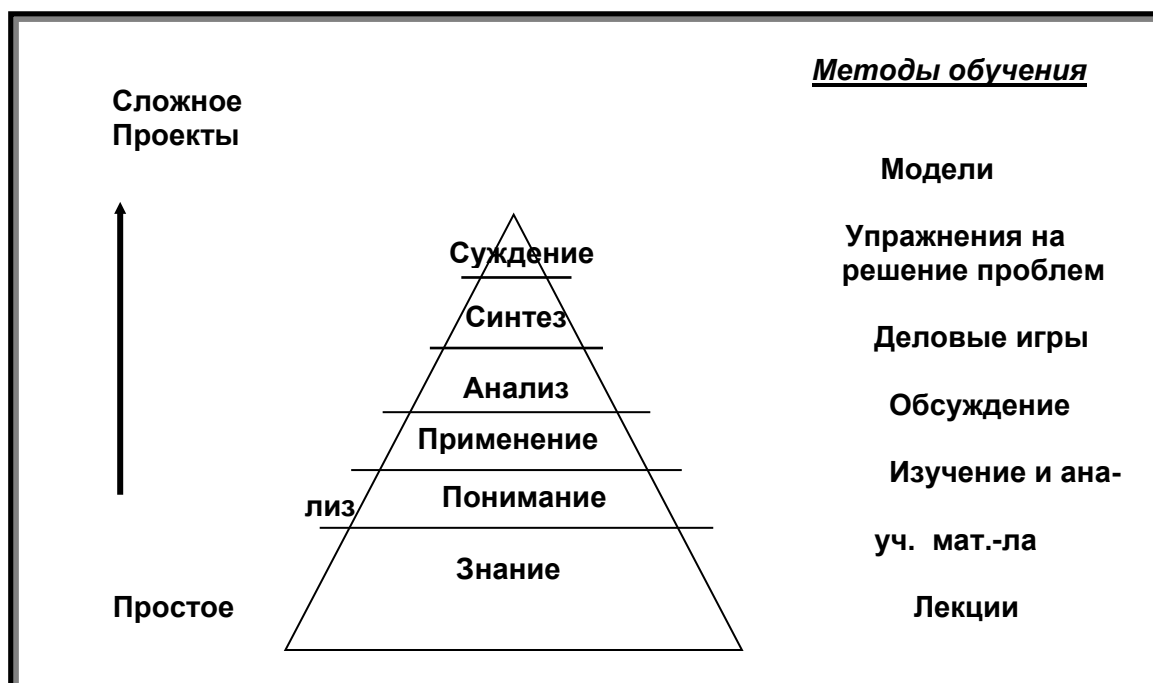 Методы обучения
Сложное
Проекты
Модели
Суждение
Упражнения на
решение проблем
Синтез
Деловые игры
Анализ
Обсуждение
Применение
Изучение и ана-
лиз
Понимание
уч. мат.-ла
Знание
Простое
Лекции